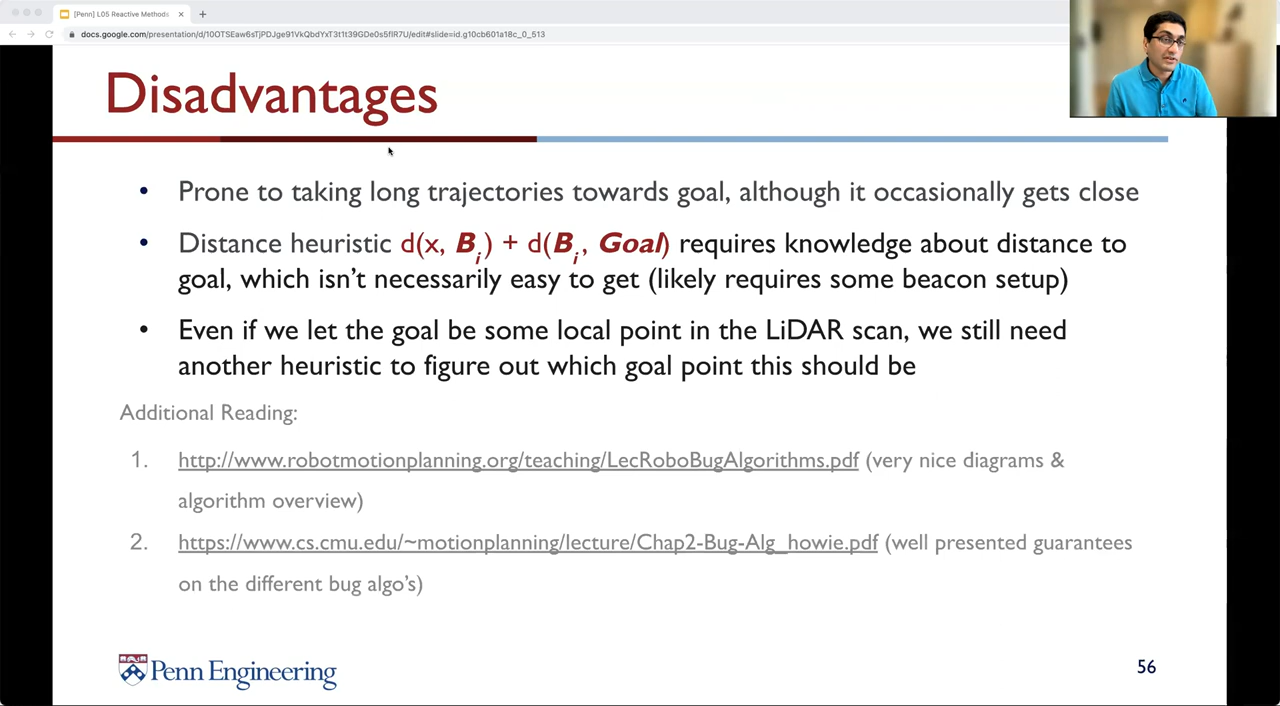 [Penn] L05 Reactive Methods
docs.google.com/presentation/d/10OTSEaw6sTjPDJge91VkQbdYxT3t1t39GDe0s5fIR7U/edit#slide=id.g10cb601a18c_0_513
Disadvantages
• Prone to taking long trajectories towards goal, although it occasionally gets close
• Distance heuristic d(x, Bi) + d(Bi, Goal) requires knowledge about distance to
goal, which isn't necessarily easy to get (likely requires some beacon setup)
• Even if we let the goal be some local point in the LiDAR scan, we still need
another heuristic to figure out which goal point this should be
Additional Reading:
1. http://www.robotmotionplanning.org/teaching/LecRoboBugAlgorithms.pdf (very nice diagrams &
algorithm overview)
2. https://www.cs.cmu.edu/~motionplanning/lecture/Chap2-Bug-Alg_howie.pdf (well presented guarantees
on the different bug algo's)
Penn Engineering
56